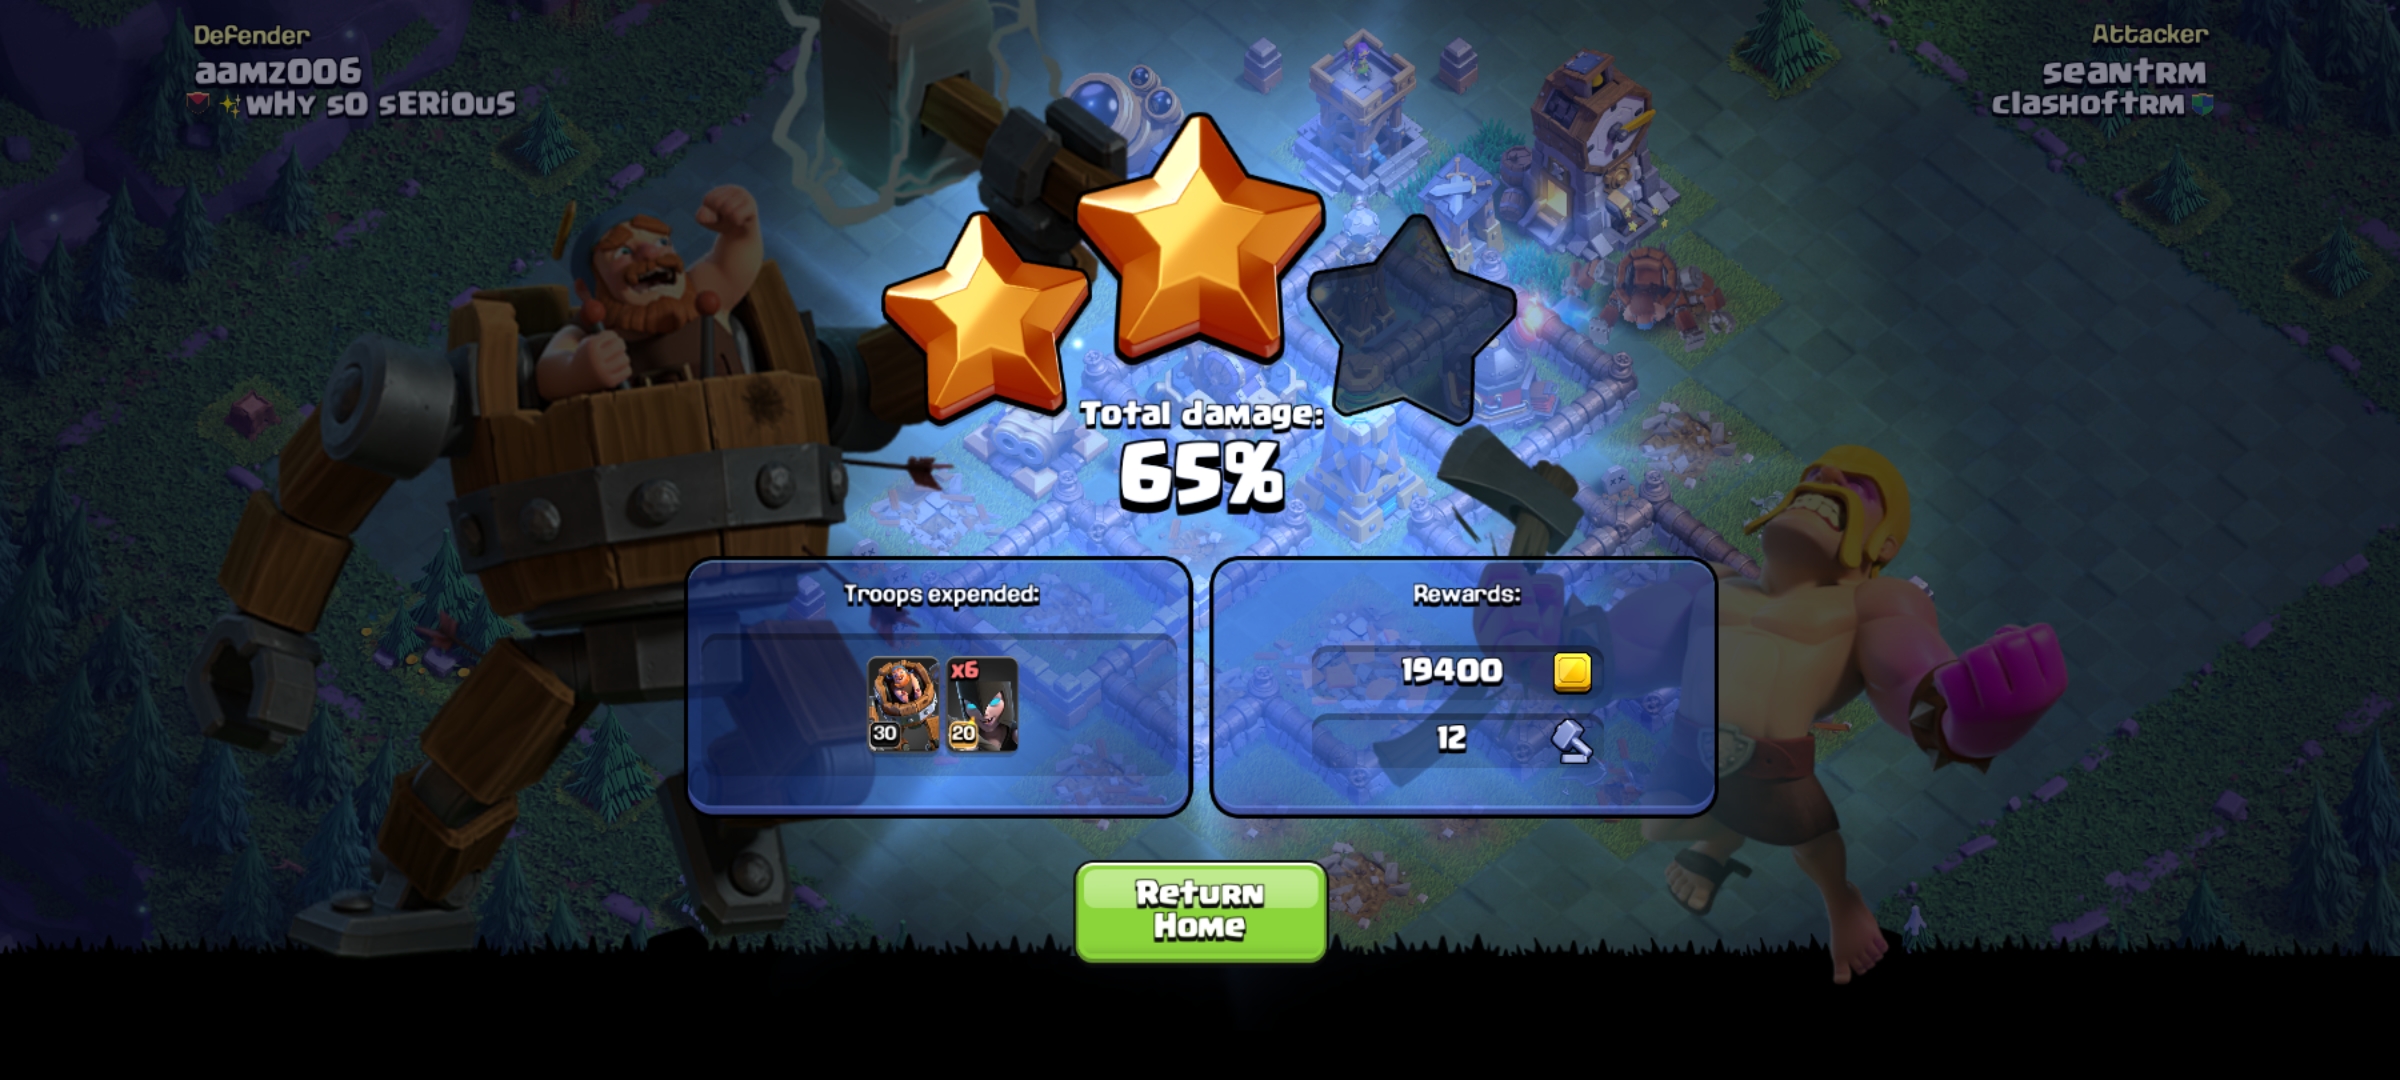 Defender
aamz006
✨wHy sO sERiOuS
Attacker
seantRM
clashoftRM
Total damage:
65%
Troops expended:
x6
30
20
Rewards:
19400
12
Return
Home